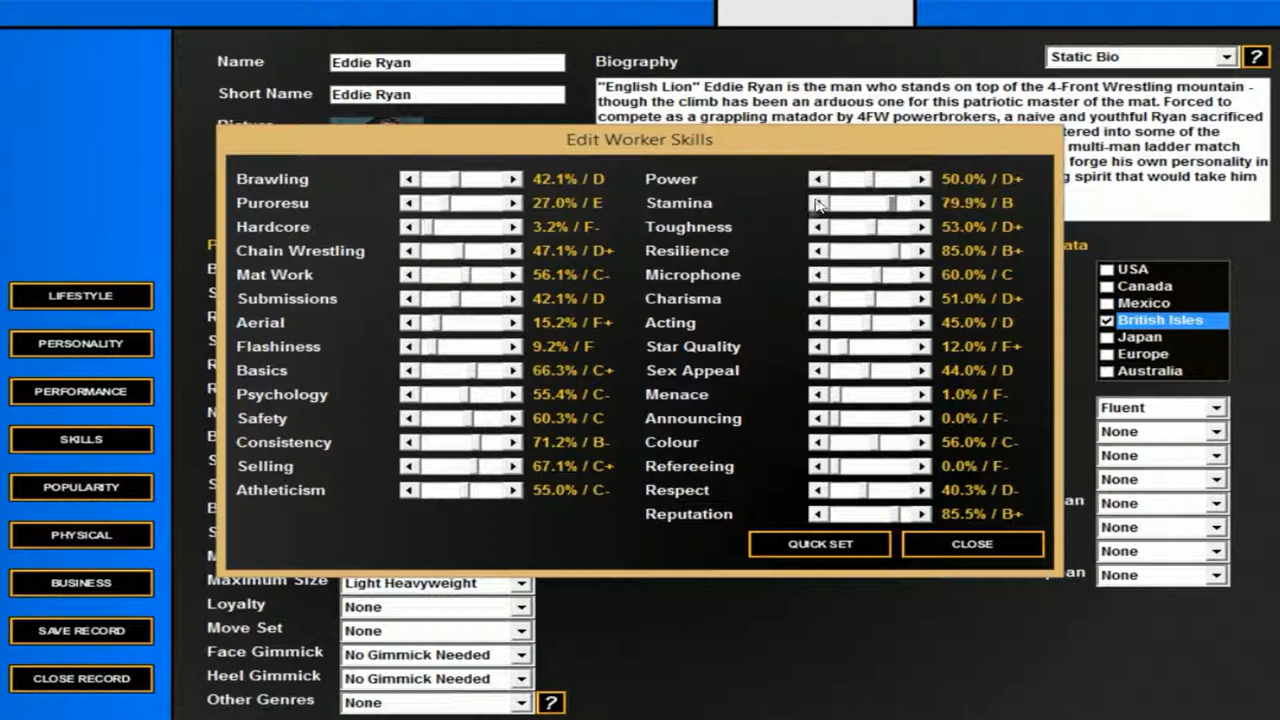 Name
Eddie Ryan
Biography
Static Bio
?
Short Name
Eddie Ryan
"English Lion" Eddie Ryan is the man who stands on top of the 4-Front Wrestling mountain -
though the climb has been an arduous one for this patriotic master of the mat. Forced to
compete as a grappling matador by 4FW powerbrokers, a naive and youthful Ryan sacrificed
tered into some of the
multi-man ladder match
forge his own personality in
g spirit that would take him
Edit Worker Skills
Brawling 42.1% / D
Puroresu 27.0% / E
Hardcore 3.2% / F-
Chain Wrestling 47.1% / D+
Mat Work 56.1% / C-
Submissions 42.1% / D
Aerial 15.2% / F+
Flashiness 9.2% / F
Basics 66.3% / C+
Psychology 55.4% / C-
Safety 60.3% / C
Consistency 71.2% / B-
Selling 67.1% / C+
Athleticism 55.0% / C-
Power 50.0% / D+
Stamina 79.9% / B
Toughness 53.0% / D+
Resilience 85.0% / B+
Microphone 60.0% / C
Charisma 51.0% / D+
Acting 45.0% / D
Star Quality 12.0% / F+
Sex Appeal 44.0% / D
Menace 1.0% / F-
Announcing 0.0% / F-
Colour 56.0% / C-
Refereeing 0.0% / F-
Respect 40.3% / D-
Reputation 85.5% / B+
QUICK SET
CLOSE
ata
USA
Canada
Mexico
British Isles
Japan
Europe
Australia
Fluent
None
None
None
None
None
None
None
LIFESTYLE
PERSONALITY
PERFORMANCE
SKILLS
POPULARITY
PHYSICAL
BUSINESS
SAVE RECORD
CLOSE RECORD
Maximum Size Light Heavyweight
Loyalty None
Move Set None
Face Gimmick No Gimmick Needed
Heel Gimmick No Gimmick Needed
Other Genres None
?